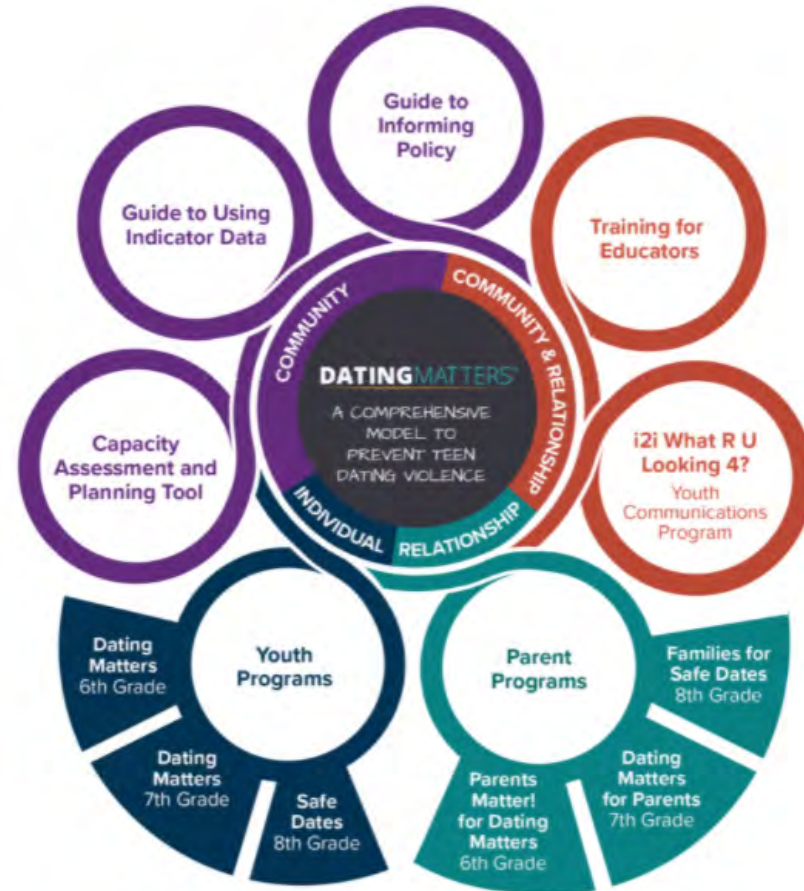 Guide to
Informing
Policy
Guide to Using
Indicator Data
Training for
Educators
COMMUNITY
COMMUNITY & RELATIONSHIP
DATINGMATTERS®
A COMPREHENSIVE
MODEL TO
PREVENT TEEN
DATING VIOLENCE
Capacity
Assessment and
Planning Tool
i2i What R U
Looking 4?
Youth
Communications
Program
INDIVIDUAL
RELATIONSHIP
Youth
Programs
Parent
Programs
Dating
Matters
6th Grade
Dating
Matters
7th Grade
Safe
Dates
8th Grade
Parents
Matter!
for Dating
Matters
6th Grade
Dating
Matters
for Parents
7th Grade
Families for
Safe Dates
8th Grade